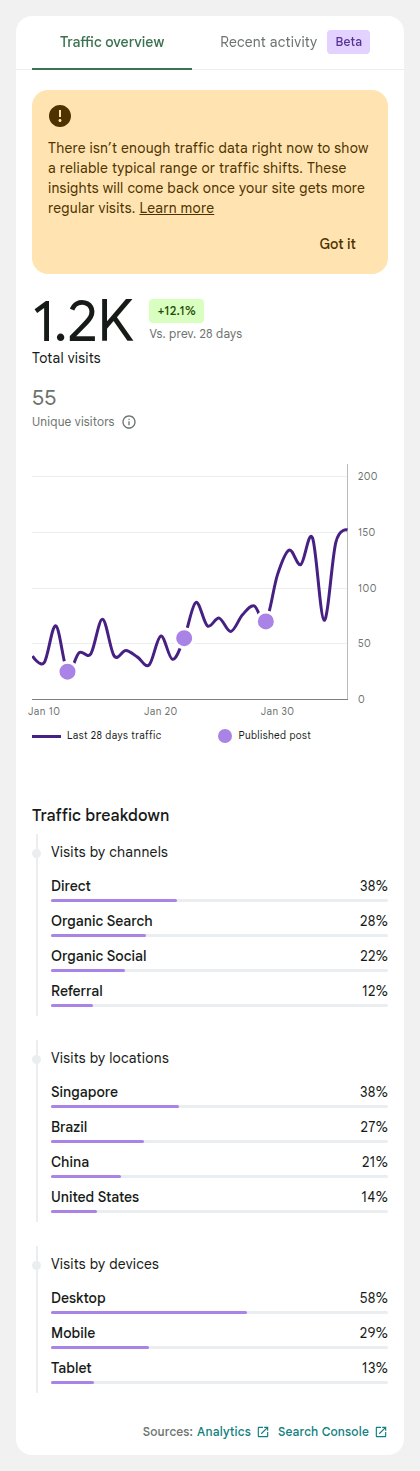 Traffic overview
Recent activity
Beta
There isn't enough traffic data right now to show
a reliable typical range or traffic shifts. These
insights will come back once your site gets more
regular visits. Learn more
Got it
1.2K
+12.1%
Vs. prev. 28 days
Total visits
55
Unique visitors
200
150
100
50
0
Jan 10
Jan 20
Jan 30
Last 28 days traffic
Published post
Traffic breakdown
Visits by channels
Direct 38%
Organic Search 28%
Organic Social 22%
Referral 12%
Visits by locations
Singapore 38%
Brazil 27%
China 21%
United States 14%
Visits by devices
Desktop 58%
Mobile 29%
Tablet 13%
Sources: Analytics Search Console